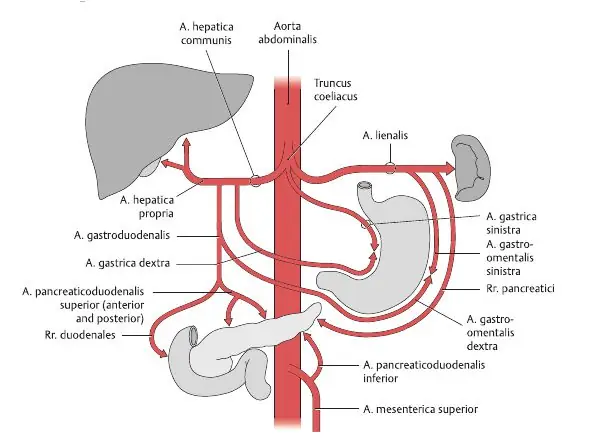 A. hepatica
communis
Aorta
abdominalis
Truncus
coeliacus
A. lienalis
A. hepatica
propria
A. gastroduodenalis
A. gastrica dextra
A. pancreaticoduodenalis
superior (anterior
and posterior)
Rr. duodenales
A. gastrica
sinistra
A. gastro-
omentalis
sinistra
Rr. pancreatici
A. gastro-
omentalis
dextra
A. pancreaticoduodenalis
inferior
A. mesenterica superior